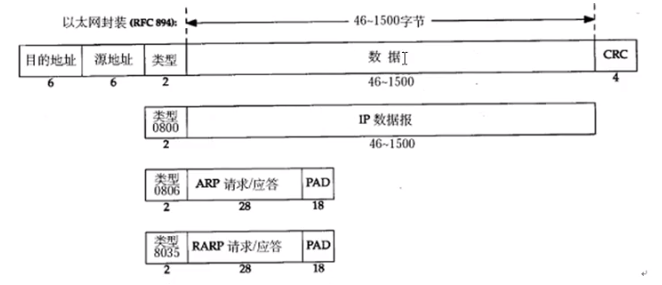 以太网封装 (RFC 894):
46~1500字节
目的地址 源地址 类型 数 据 CRC
6 6 2 46~1500 4
类型 0800 IP 数据报
2 46~1500
类型 0806 ARP 请求/应答 PAD
2 28 18
类型 8035 RARP 请求/应答 PAD
2 28 18